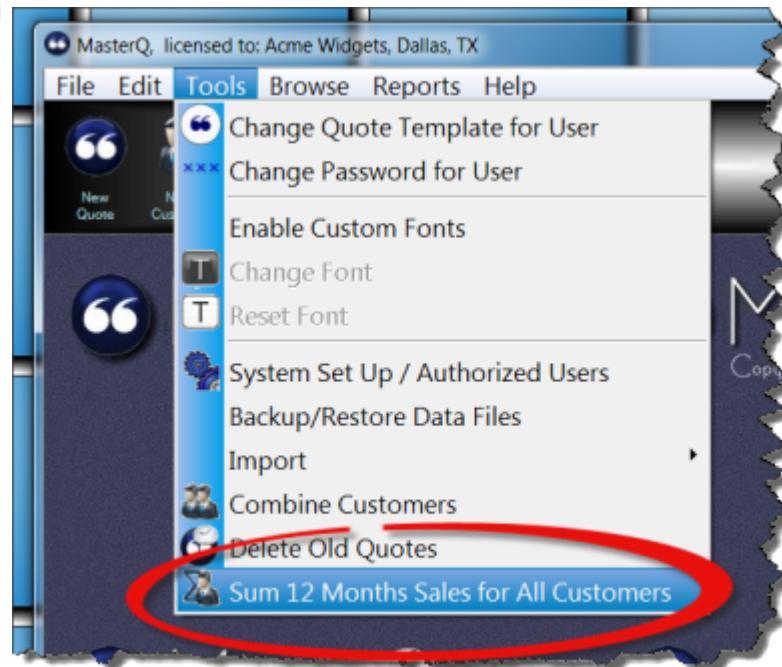 MasterQ, licensed to: Acme Widgets, Dallas, TX
File Edit Tools Browse Reports Help
New
Quote
Change Quote Template for User
xxx Change Password for User
Enable Custom Fonts
T Change Font
T Reset Font
System Set Up / Authorized Users
Backup/Restore Data Files
Import
Combine Customers
Delete Old Quotes
Sum 12 Months Sales for All Customers